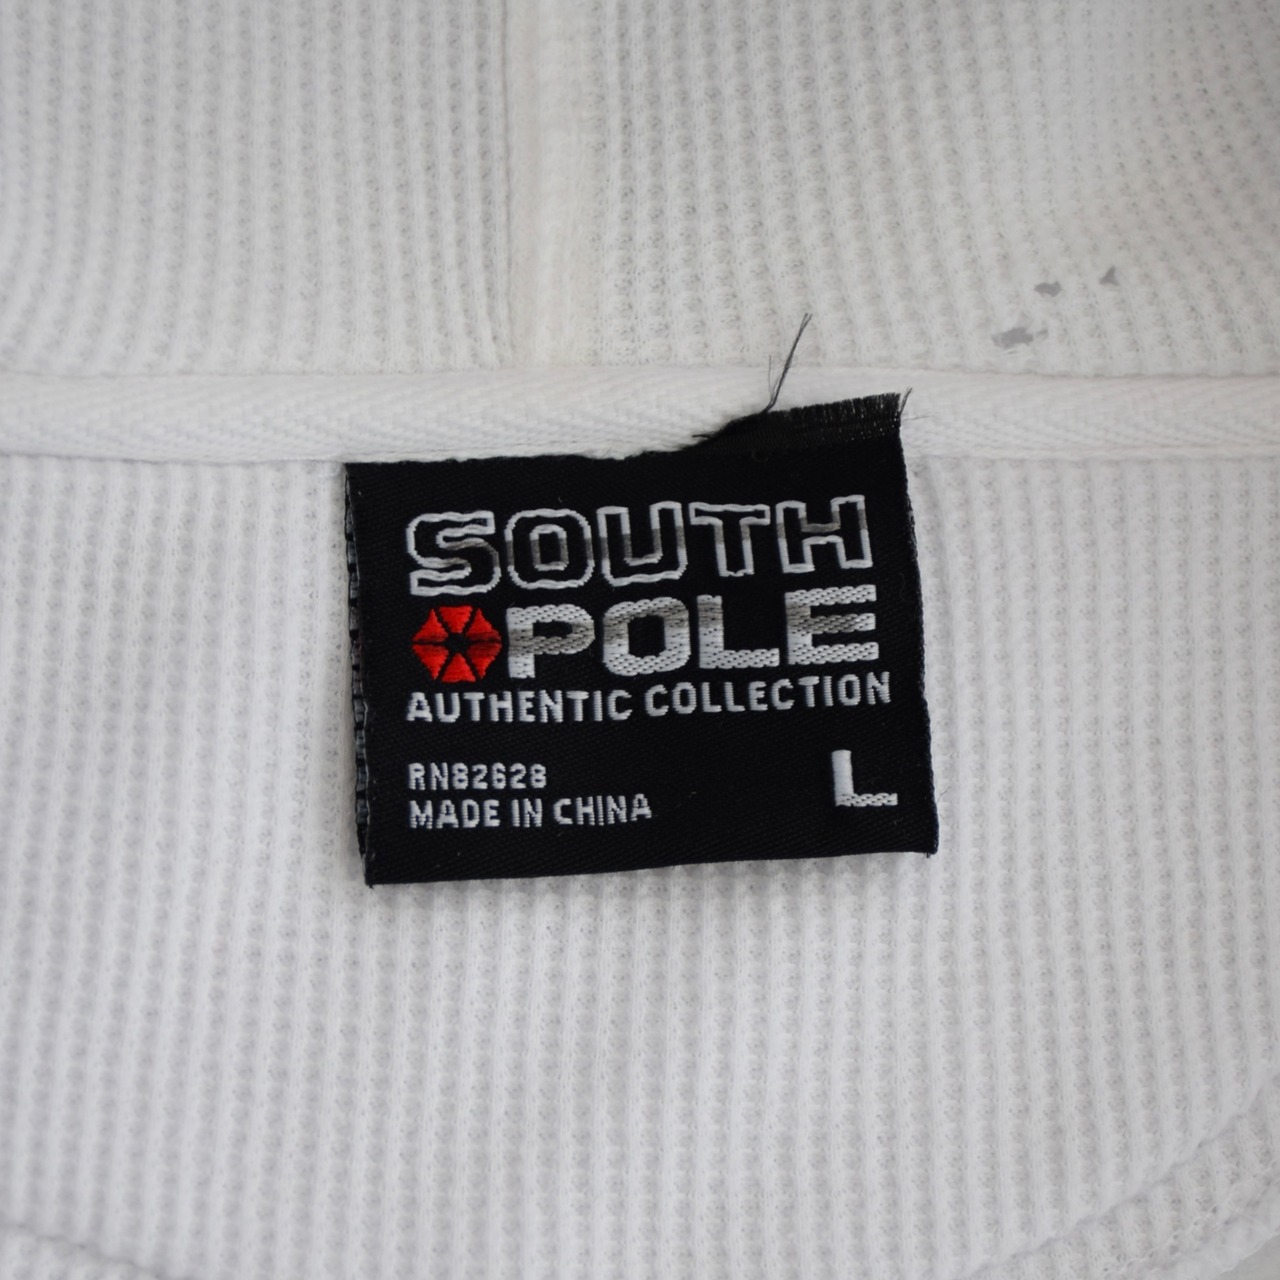 SOUTH
POLE
AUTHENTIC COLLECTION
RN82628
MADE IN CHINA
L